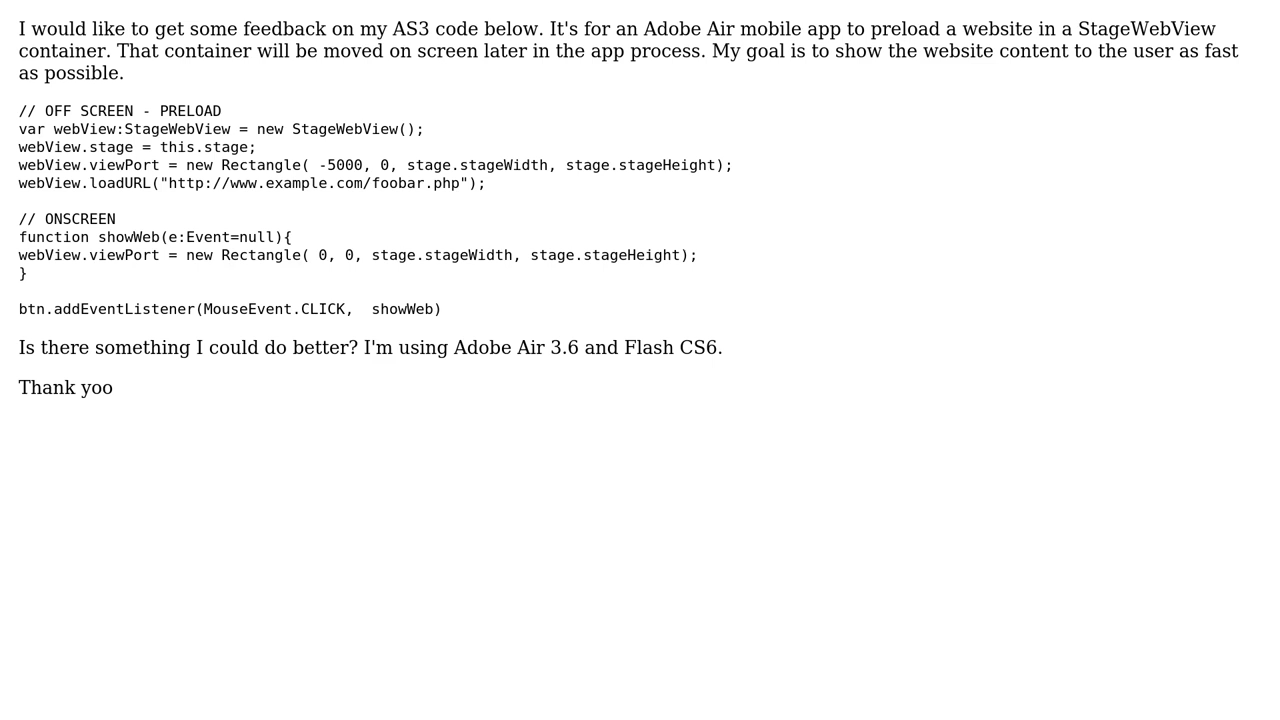 I would like to get some feedback on my AS3 code below. It's for an Adobe Air mobile app to preload a website in a StageWebView
container. That container will be moved on screen later in the app process. My goal is to show the website content to the user as fast
as possible.
// OFF SCREEN - PRELOAD
var webView:StageWebView = new StageWebView();
webView.stage = this.stage;
webView.viewPort = new Rectangle( -5000, 0, stage.stageWidth, stage.stageHeight);
webView.loadURL("http://www.example.com/foobar.php");
// ONSCREEN
function showWeb(e:Event=null){
webView.viewPort = new Rectangle( 0, 0, stage.stageWidth, stage.stageHeight);
}
btn.addEventListener(MouseEvent.CLICK,  showWeb)
Is there something I could do better? I'm using Adobe Air 3.6 and Flash CS6.
Thank yoo